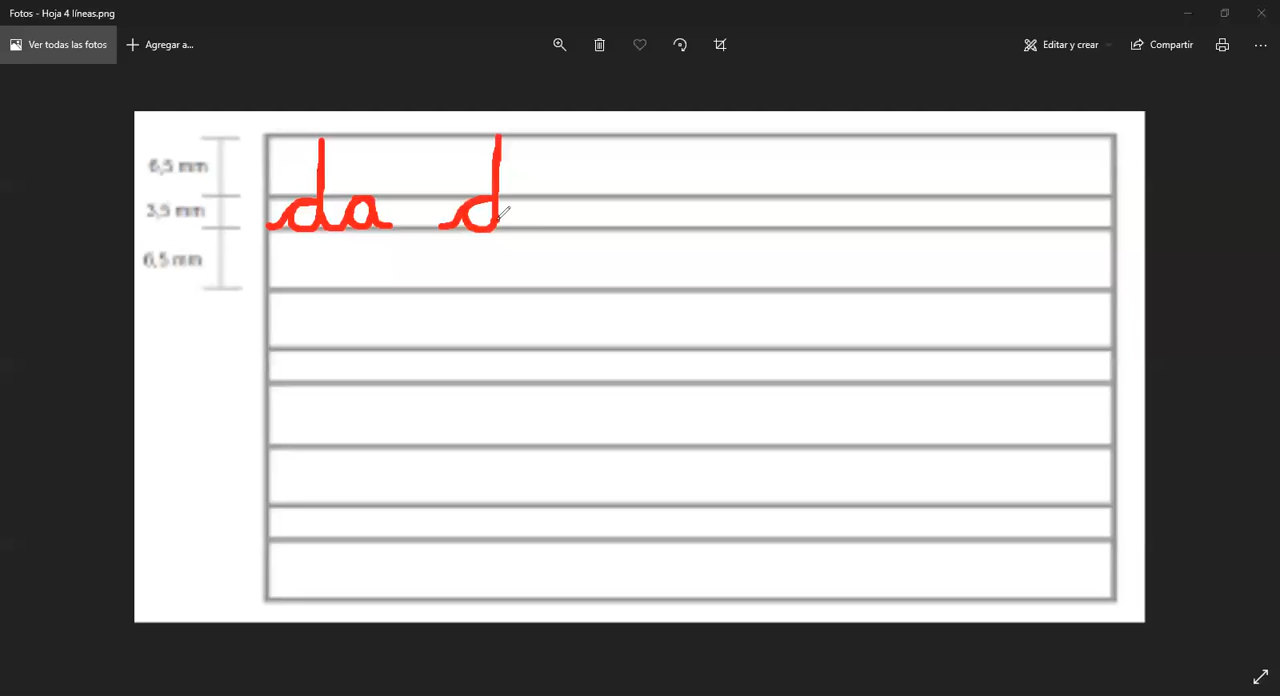 Fotos - Hoja 4 líneas.png
Ver todas las fotos
Agregar a...
Editar y crear
Compartir
6,5 mm
3,5 mm
6,5 mm
da d